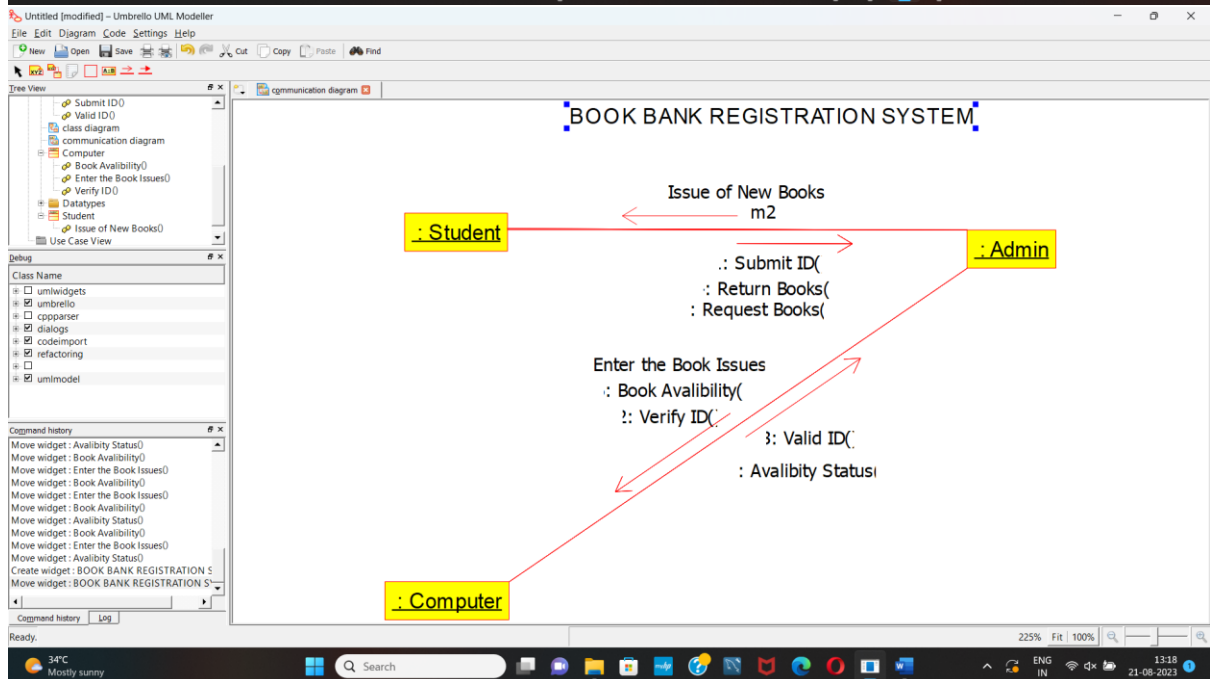 Untitled [modified] – Umbrello UML Modeller
File Edit Diagram Code Settings Help
New Open Save Cut Copy Paste Find
Tree View
Submit ID()
Valid ID()
class diagram
communication diagram
Computer
Book Avalibility()
Enter the Book Issues()
Verify ID()
Datatypes
Student
Issue of New Books()
Use Case View
Debug
Class Name
umlwidgets
umbrello
cppparser
dialogs
codeimport
refactoring
umlmodel
Command history
Move widget : Avalibity Status()
Move widget : Book Avalibility()
Move widget : Enter the Book Issues()
Move widget : Book Avalibility()
Move widget : Enter the Book Issues()
Move widget : Book Avalibility()
Move widget : Avalibity Status()
Move widget : Book Avalibility()
Move widget : Enter the Book Issues()
Move widget : Avalibity Status()
Create widget : BOOK BANK REGISTRATION S
Move widget : BOOK BANK REGISTRATION S
Command history Log
communication diagram
BOOK BANK REGISTRATION SYSTEM
Issue of New Books
m2
: Student
: Admin
: Submit ID(
: Return Books(
: Request Books(
Enter the Book Issues
: Book Avalibility(
2: Verify ID()
3: Valid ID()
: Avalibity Status(
: Computer
Ready.
225% Fit 100%
34°C
Mostly sunny
Search
ENG
IN
13:18
21-08-2023
1